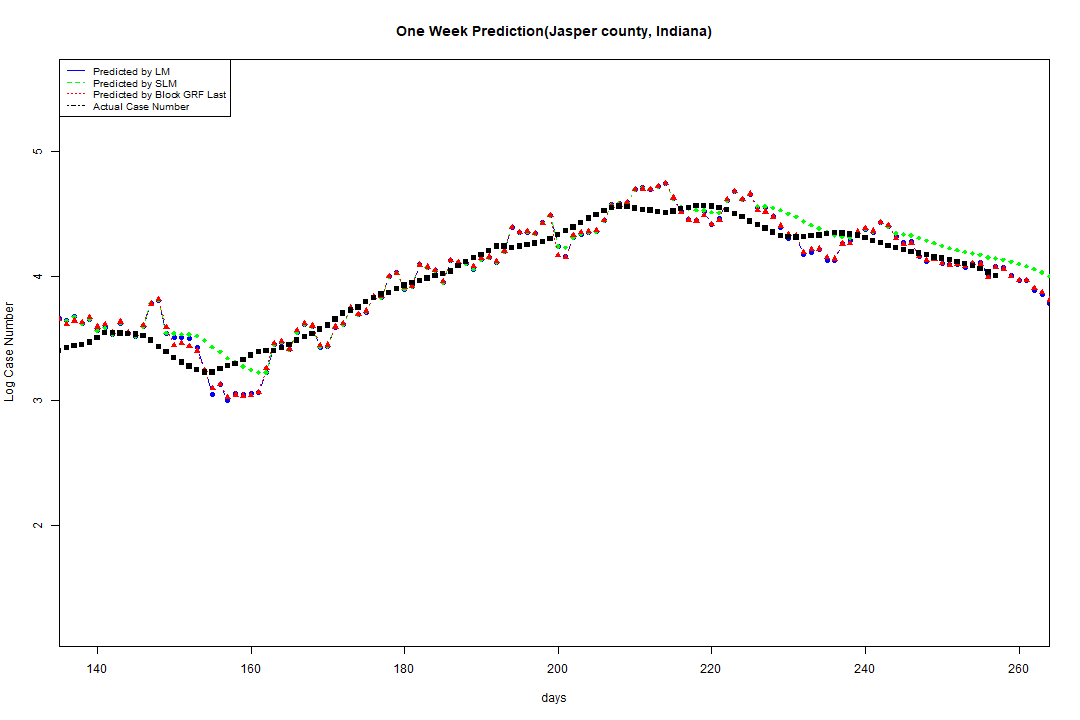 One Week Prediction(Jasper county, Indiana)
Predicted by LM
Predicted by SLM
Predicted by Block GRF Last
Actual Case Number
5
4
3
2
Log Case Number
140 160 180 200 220 240 260
days